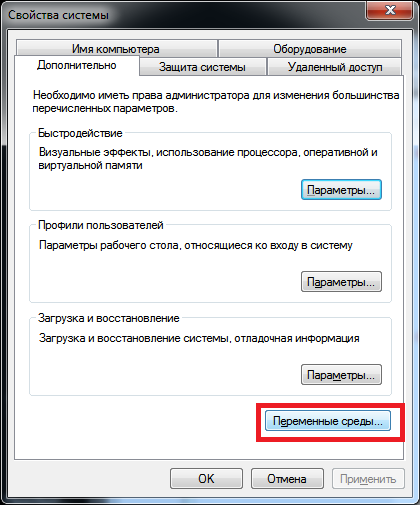 Свойства системы
Имя компьютера
Оборудование
Дополнительно
Защита системы
Удаленный доступ
Необходимо иметь права администратора для изменения большинства
перечисленных параметров.
Быстродействие
Визуальные эффекты, использование процессора, оперативной и
виртуальной памяти
Параметры...
Профили пользователей
Параметры рабочего стола, относящиеся ко входу в систему
Параметры...
Загрузка и восстановление
Загрузка и восстановление системы, отладочная информация
Параметры...
Переменные среды...
OK
Отмена
Применить